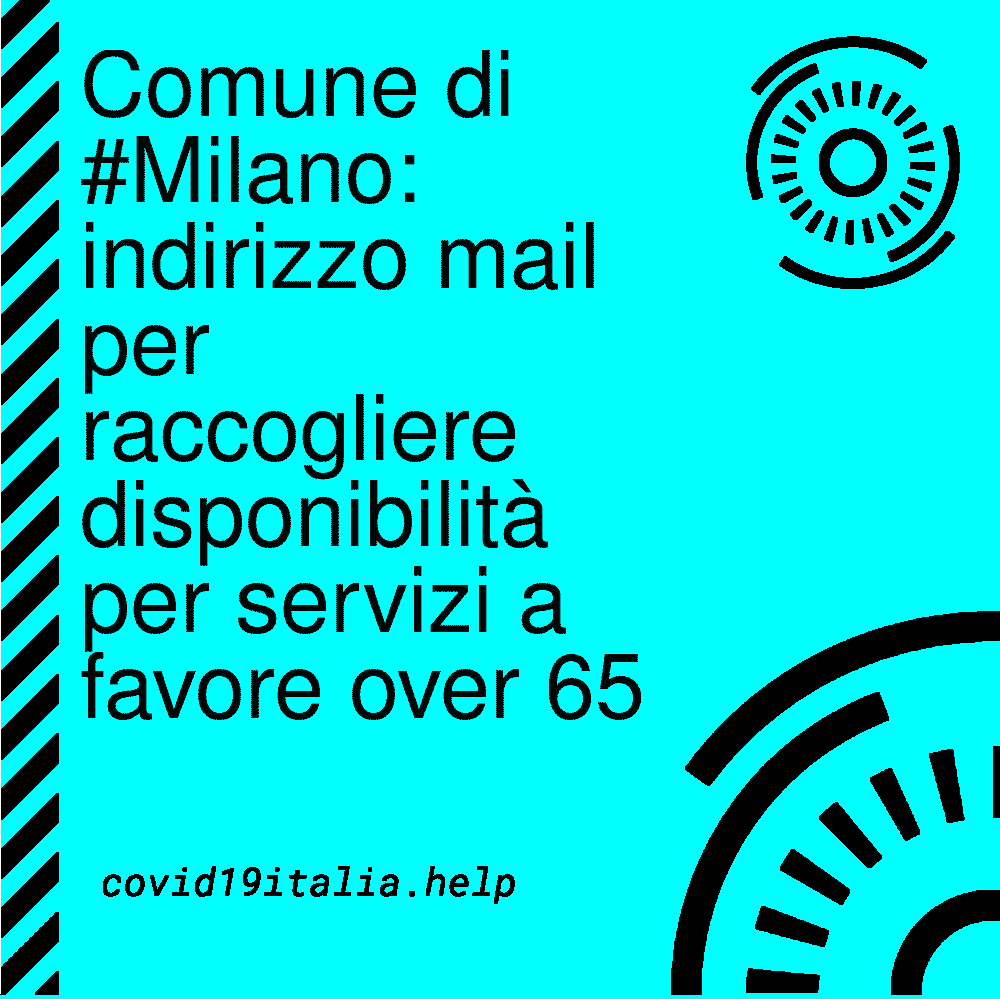 Comune di
#Milano:
indirizzo mail
per
raccogliere
disponibilità
per servizi a
favore over 65
covid19italia.help